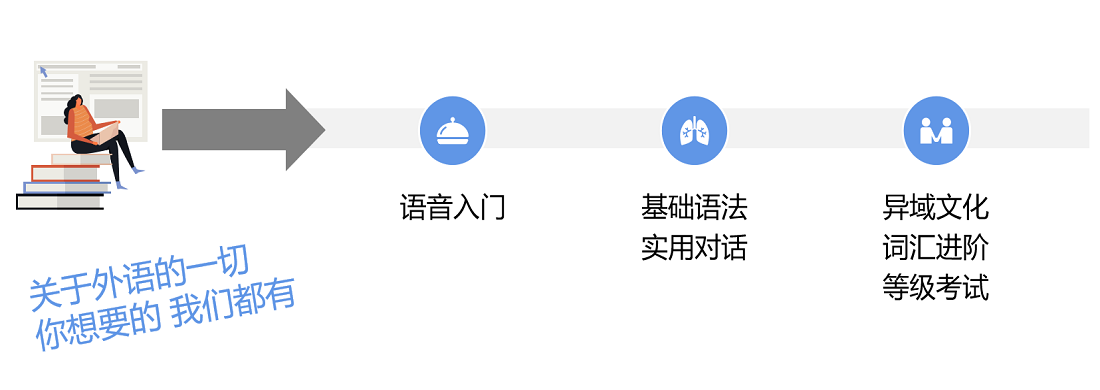 语音入门
基础语法
实用对话
异域文化
词汇进阶
等级考试
关于外语的一切
你想要的 我们都有